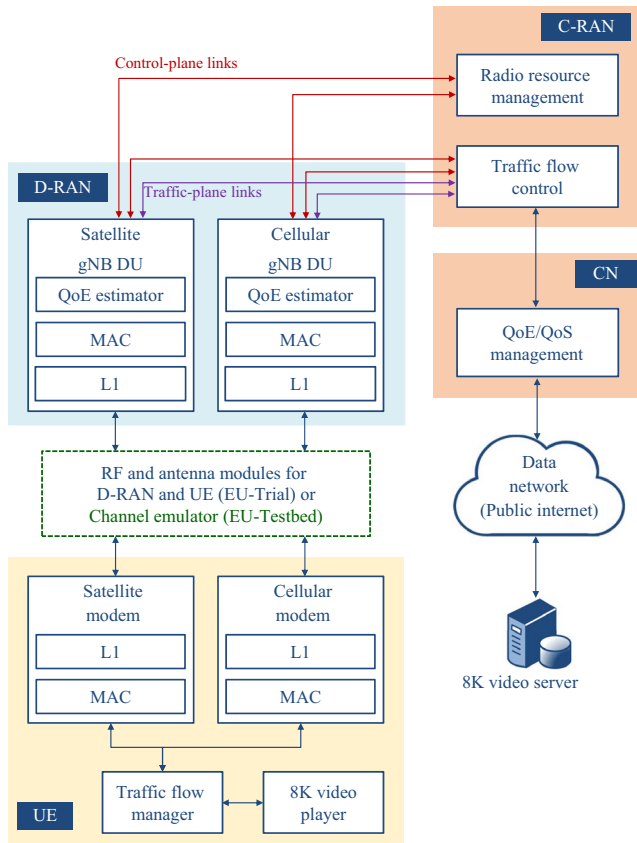 C-RAN
Control-plane links
Radio resource
management
Traffic flow
control
D-RAN
Traffic-plane links
Satellite
gNB DU
QoE estimator
MAC
L1
Cellular
gNB DU
QoE estimator
MAC
L1
CN
QoE/QoS
management
RF and antenna modules for
D-RAN and UE (EU-Trial) or
Channel emulator (EU-Testbed)
Data
network
(Public internet)
Satellite
modem
L1
MAC
Cellular
modem
L1
MAC
8K video server
Traffic flow
manager
8K video
player
UE